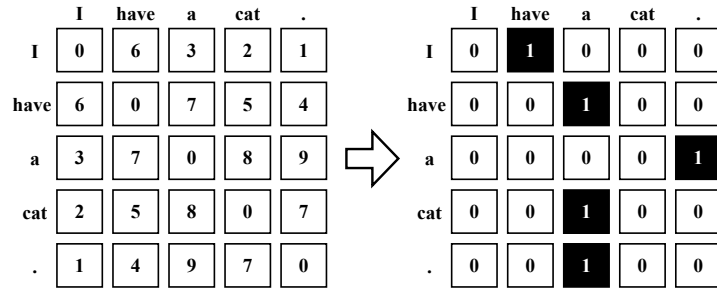 I have a cat . I have a cat .
I 0 6 3 2 1 I 0 1 0 0 0
have 6 0 7 5 4 have 0 0 1 0 0
a 3 7 0 8 9 a 0 0 0 0 1
cat 2 5 8 0 7 cat 0 0 1 0 0
. 1 4 9 7 0 . 0 0 1 0 0